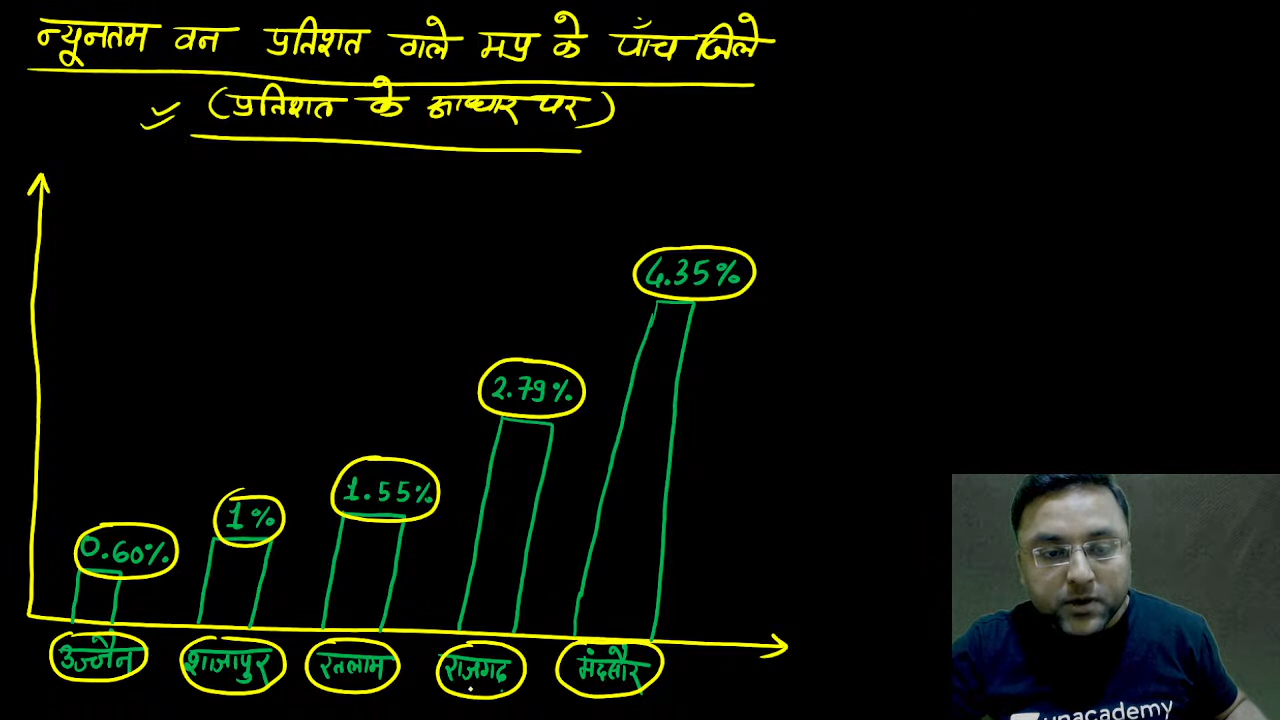 न्यूनतम वन प्रतिशत वाले मप्र के पाँच जिले
(प्रतिशत के आधार पर)
4.35%
2.79%
1.55%
1%
0.60%
उज्जैन शाजापुर रतलाम राजगढ़ मंदसौर
unacademy